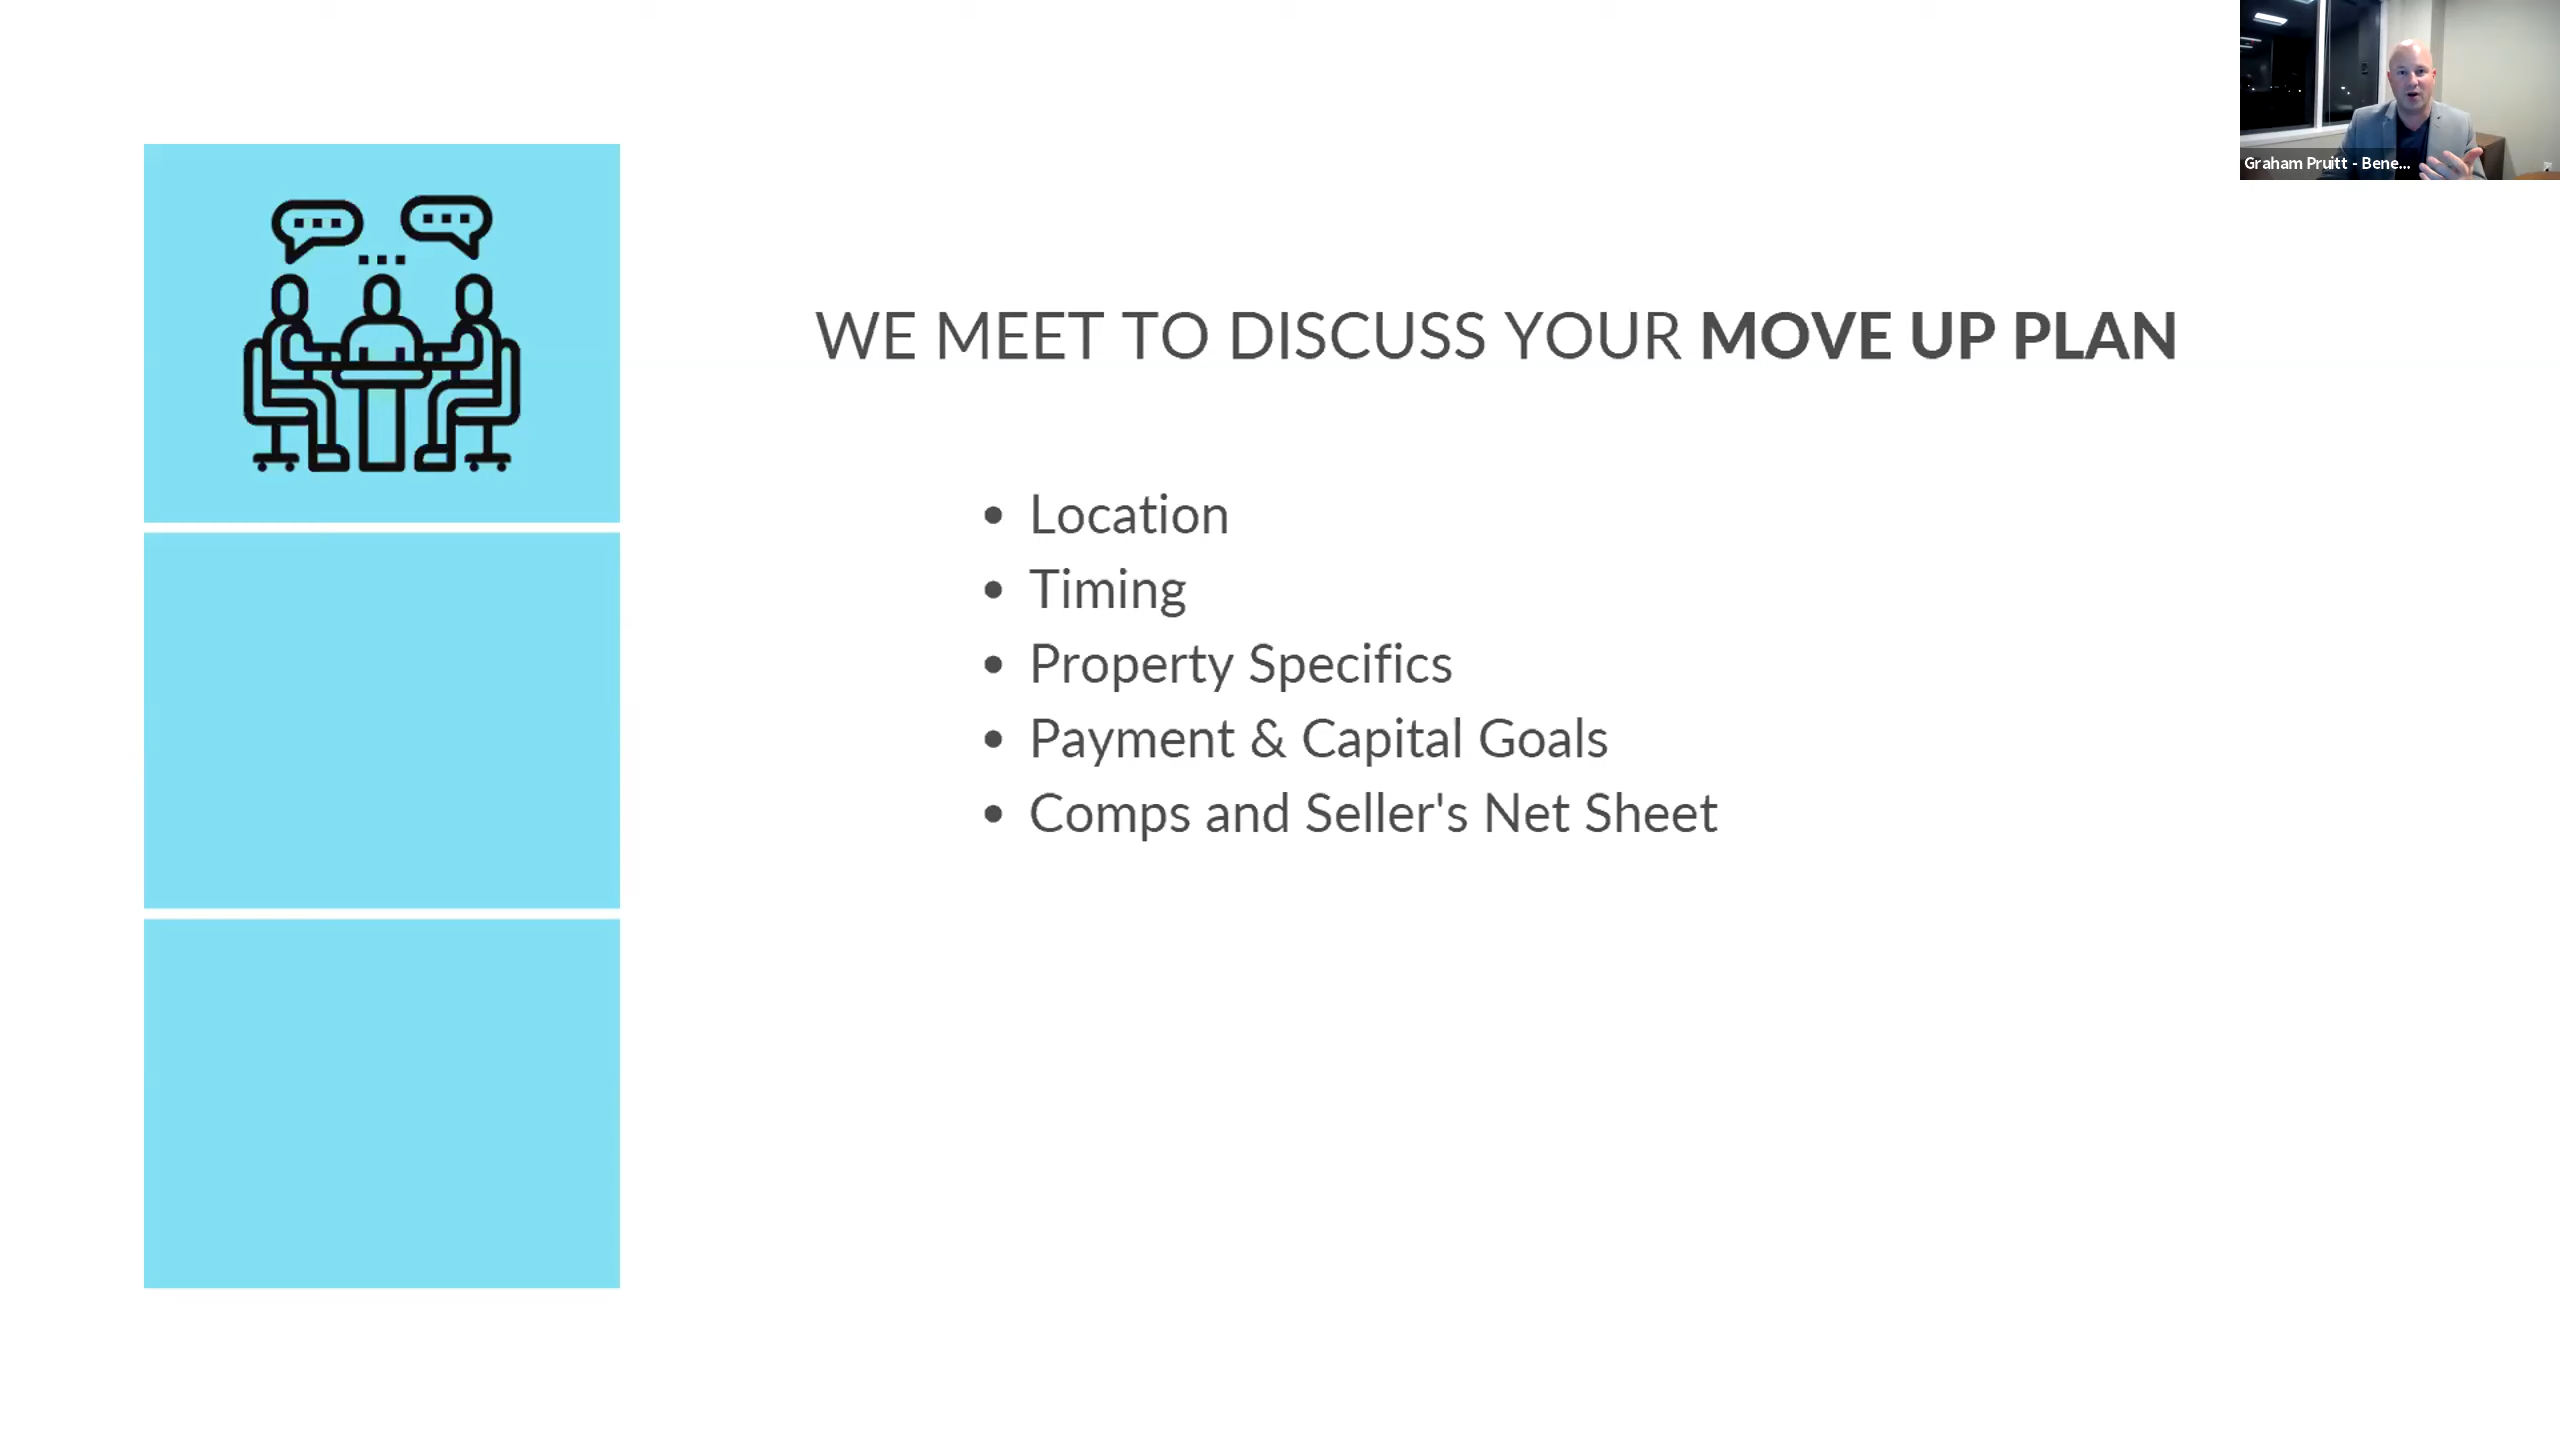 Graham Pruitt - Bene...
WE MEET TO DISCUSS YOUR MOVE UP PLAN
Location
Timing
Property Specifics
Payment & Capital Goals
Comps and Seller's Net Sheet